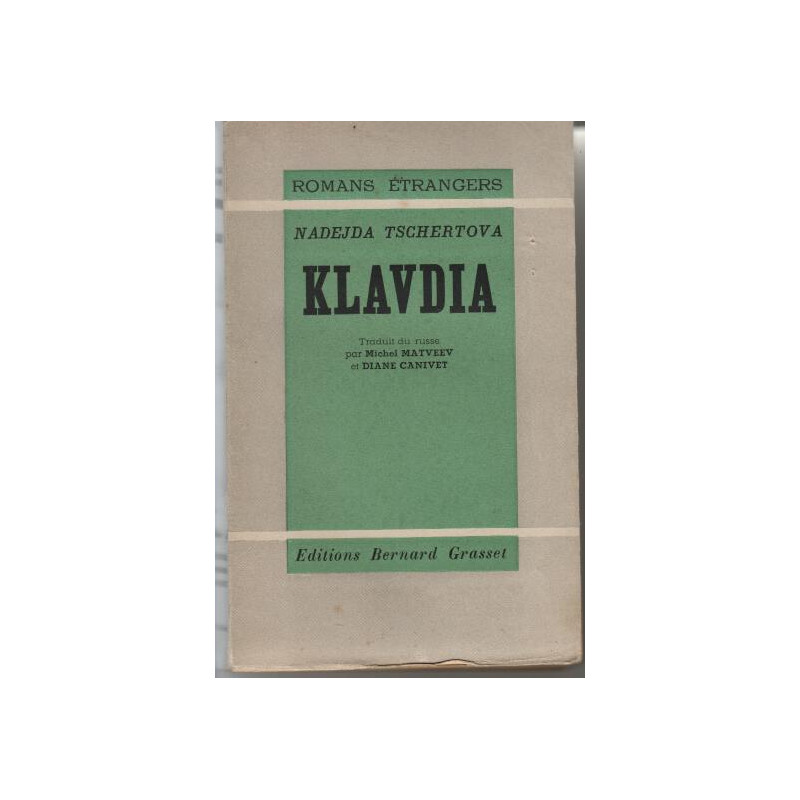 ROMANS ÉTRANGERS
NADEJDA TSCHERTOVA
KLAVDIA
Traduit du russe
par Michel MATVEEV
et DIANE CANIVET
Editions Bernard Grasset